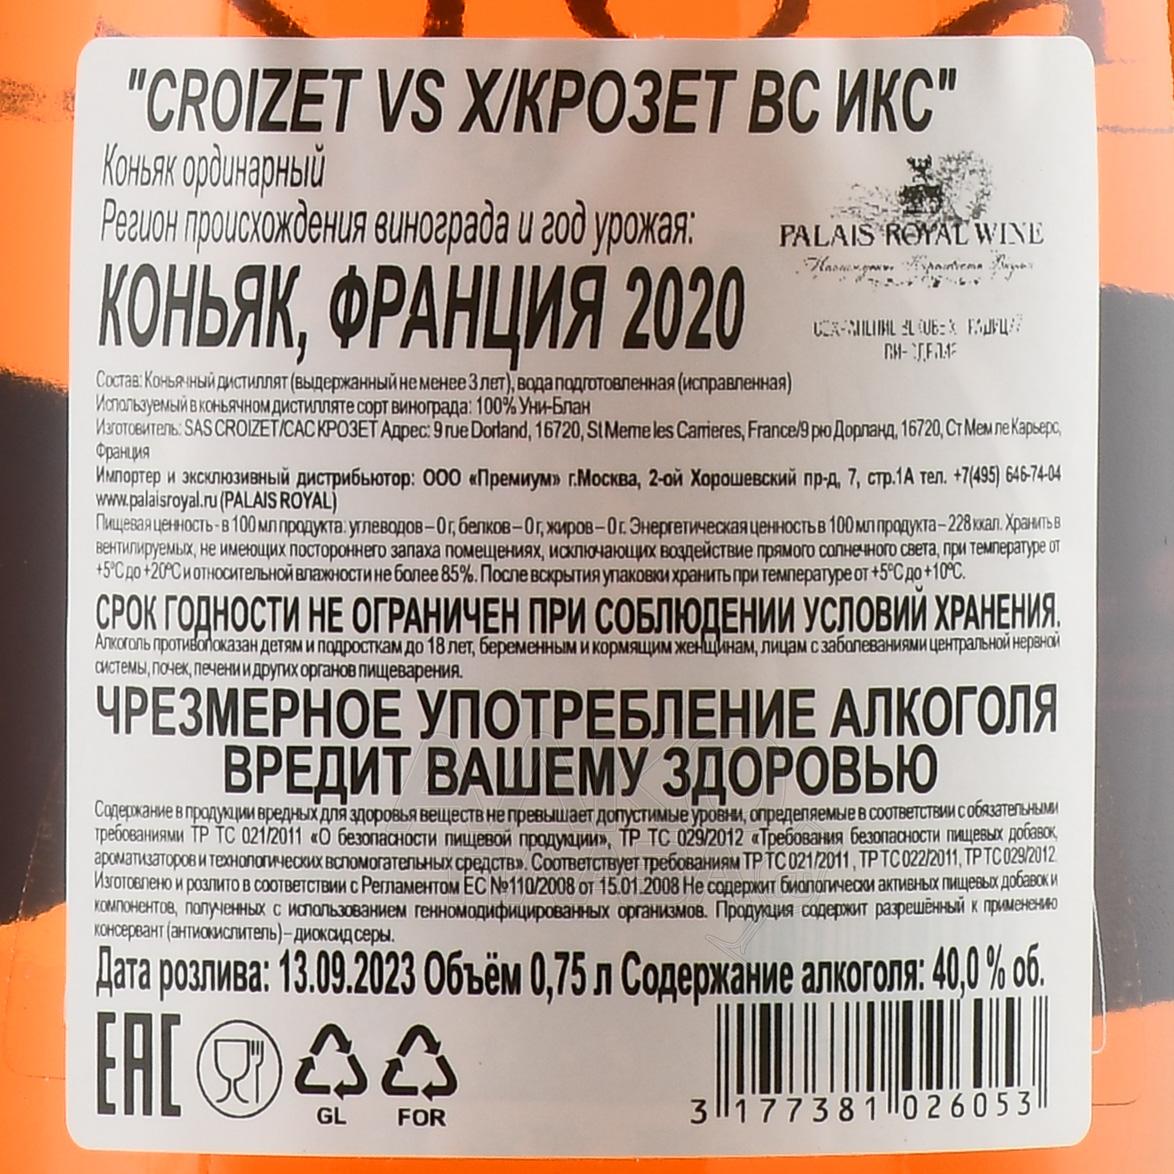 "CROIZET VS X/КРОЗЕТ ВС ИКС"
Коньяк ординарный
Регион происхождения винограда и год урожая:
PALAIS ROYAL WINE
КОНЬЯК, ФРАНЦИЯ 2020
Состав: Коньячный дистиллят (выдержанный не менее 3 лет), вода подготовленная (исправленная)
Используемый в коньячном дистилляте сорт винограда: 100% Уни-Блан
Изготовитель: SAS CROIZET/САС КРОЗЕТ Адрес: 9 rue Dorland, 16720, St Meme les Carrieres, France/9 рю Дорланд, 16720, Ст Мем ле Карьерс,
Франция
Импортер и эксклюзивный дистрибьютор: ООО «Премиум» г.Москва, 2-ой Хорошевский пр-д, 7, стр.1А тел. +7(495) 646-74-04
www.palaisroyal.ru (PALAIS ROYAL)
Пищевая ценность - в 100 мл продукта: углеводов – 0 г, белков – 0 г, жиров – 0 г. Энергетическая ценность в 100 мл продукта – 228 ккал. Хранить в
вентилируемых, не имеющих постороннего запаха помещениях, исключающих воздействие прямого солнечного света, при температуре от
+5°С до +20°С и относительной влажности не более 85%. После вскрытия упаковки хранить при температуре от +5°С до +10°С.
СРОК ГОДНОСТИ НЕ ОГРАНИЧЕН ПРИ СОБЛЮДЕНИИ УСЛОВИЙ ХРАНЕНИЯ.
Алкоголь противопоказан детям и подросткам до 18 лет, беременным и кормящим женщинам, лицам с заболеваниями центральной нервной
системы, почек, печени и других органов пищеварения.
ЧРЕЗМЕРНОЕ УПОТРЕБЛЕНИЕ АЛКОГОЛЯ
ВРЕДИТ ВАШЕМУ ЗДОРОВЬЮ
Содержание в продукции вредных для здоровья веществ не превышает допустимые уровни, определяемые в соответствии с обязательными
требованиями ТР ТС 021/2011 «О безопасности пищевой продукции», ТР ТС 029/2012 «Требования безопасности пищевых добавок,
ароматизаторов и технологических вспомогательных средств». Соответствует требованиям ТР ТС 021/2011, ТР ТС 022/2011, ТР ТС 029/2012.
Изготовлено и розлито в соответствии с Регламентом ЕС №110/2008 от 15.01.2008 Не содержит биологически активных пищевых добавок и
компонентов, полученных с использованием генномодифицированных организмов. Продукция содержит разрешённый к применению
консервант (антиокислитель) – диоксид серы.
Дата розлива: 13.09.2023 Объём 0,75 л Содержание алкоголя: 40,0 % об.
EAC
GL
FOR
3 177381 026053